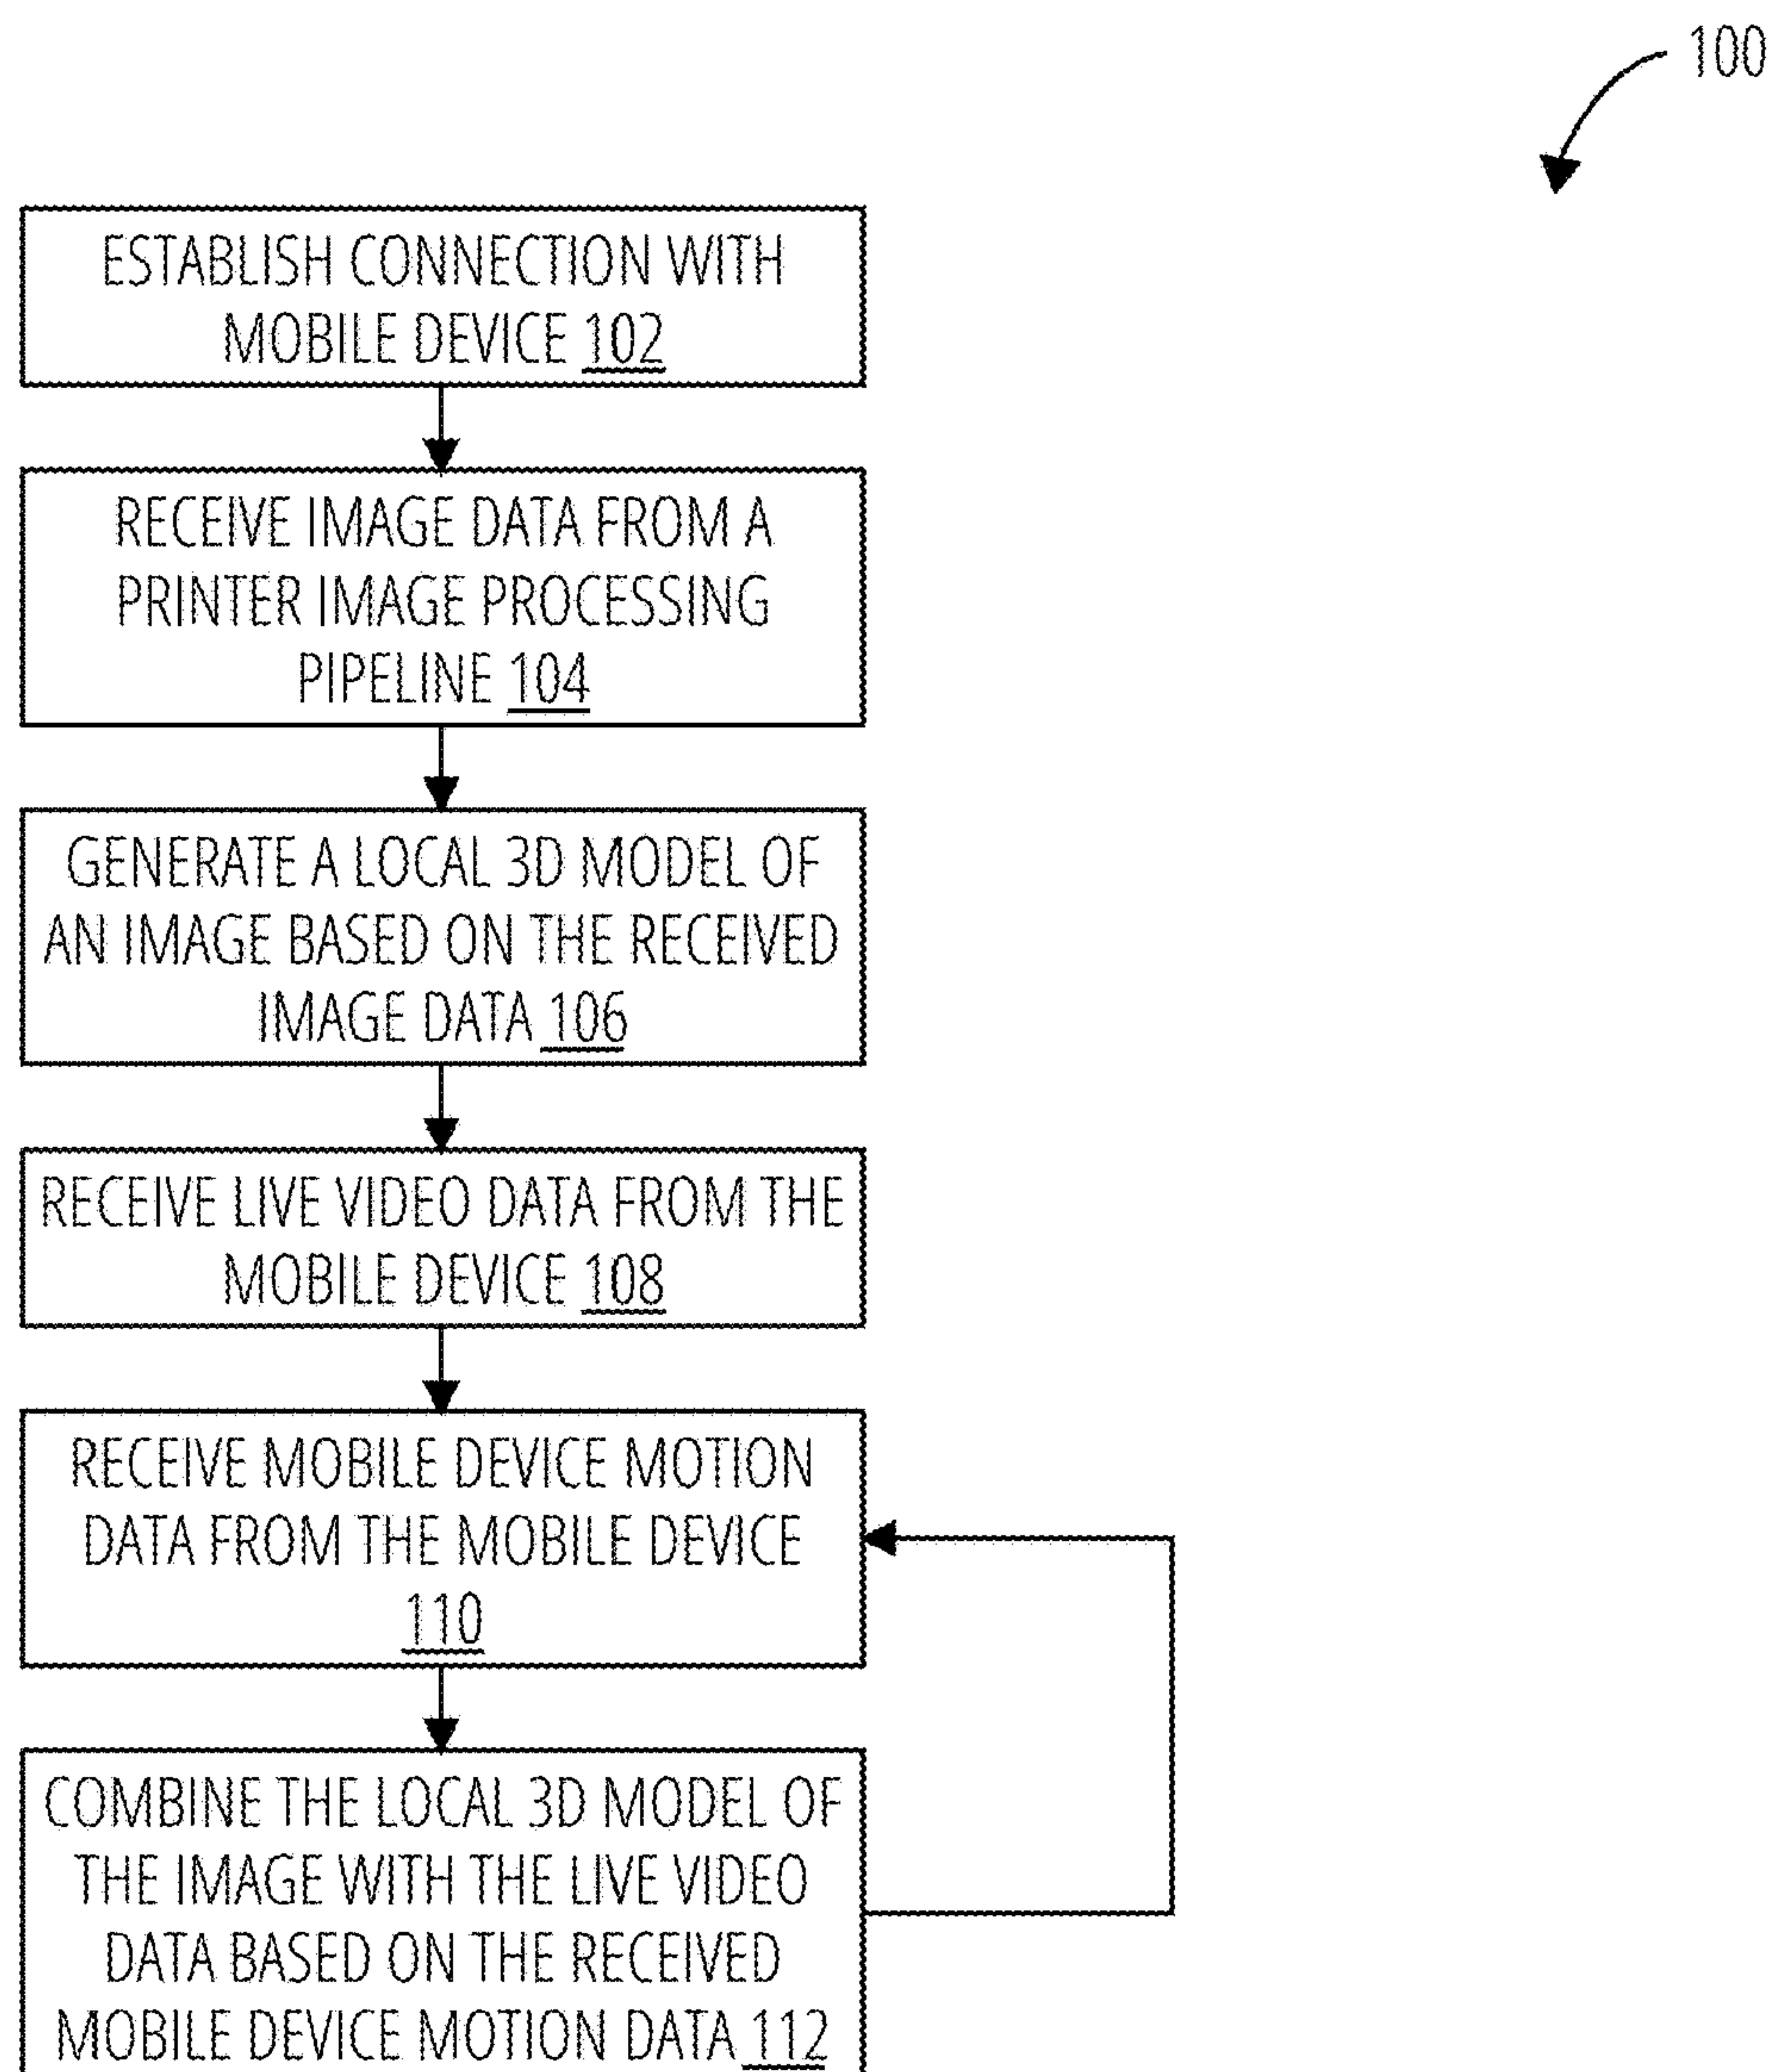 100
ESTABLISH CONNECTION WITH
MOBILE DEVICE 102
RECEIVE IMAGE DATA FROM A
PRINTER IMAGE PROCESSING
PIPELINE 104
GENERATE A LOCAL 3D MODEL OF
AN IMAGE BASED ON THE RECEIVED
IMAGE DATA 106
RECEIVE LIVE VIDEO DATA FROM THE
MOBILE DEVICE 108
RECEIVE MOBILE DEVICE MOTION
DATA FROM THE MOBILE DEVICE
110
COMBINE THE LOCAL 3D MODEL OF
THE IMAGE WITH THE LIVE VIDEO
DATA BASED ON THE RECEIVED
MOBILE DEVICE MOTION DATA 112